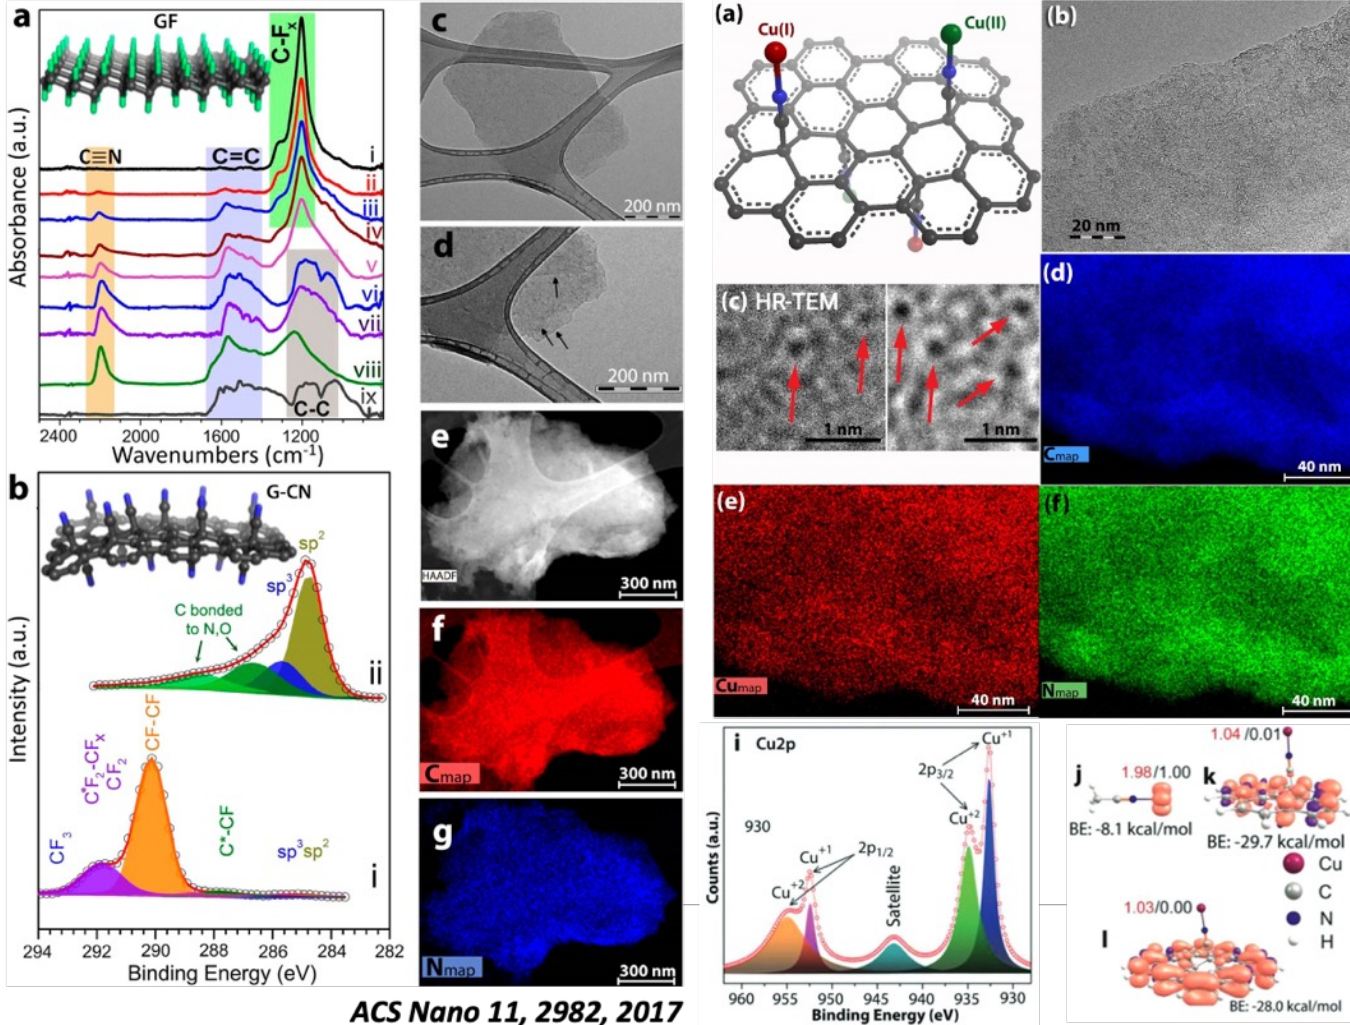 a
GF
C-Fₓ
C≡N
C=C
i
ii
iii
iv
v
vi
vii
viii
ix
C-C
Absorbance (a.u.)
2400 2000 1600 1200
Wavenumbers (cm⁻¹)
b
G-CN
sp²
sp³
C bonded
to N,O
ii
CF-CF
C*F₂-CFₓ
CF₂
CF₃
C*-CF
sp³sp²
i
Intensity (a.u.)
294 292 290 288 286 284 282
Binding Energy (eV)
c
200 nm
d
200 nm
e
HAADF
300 nm
f
Cmap
300 nm
g
Nmap
300 nm
ACS Nano 11, 2982, 2017
(a)
Cu(I)
Cu(II)
(b)
20 nm
(c) HR-TEM
1 nm
1 nm
(d)
Cmap
40 nm
(e)
Cumap
40 nm
(f)
Nmap
40 nm
i Cu2p
Cu⁺¹
2p₃/₂
Cu⁺²
930
Cu⁺¹
2p₁/₂
Cu⁺²
Satellite
Counts (a.u.)
960 955 950 945 940 935 930
Binding Energy (eV)
j
1.98/1.00
BE: -8.1 kcal/mol
1.04 /0.01
k
BE: -29.7 kcal/mol
Cu
C
N
H
1.03/0.00
l
BE: -28.0 kcal/mol